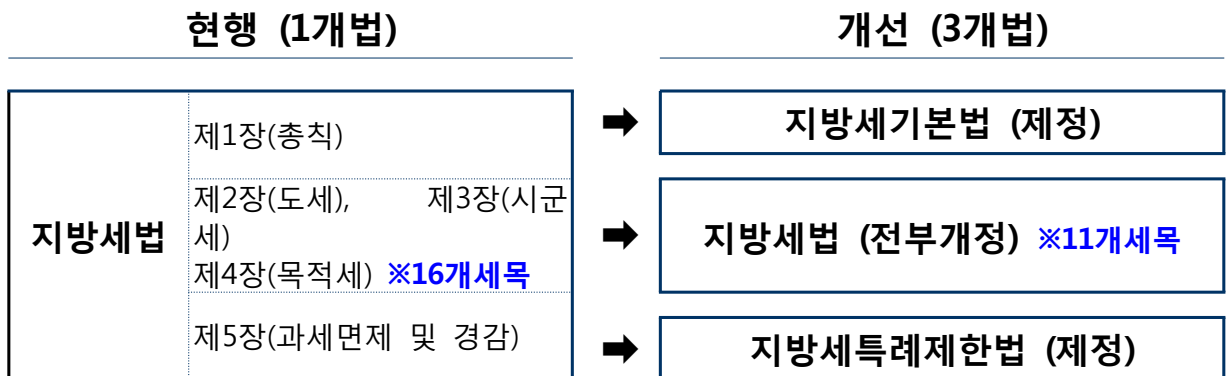 현행 (1개법)
개선 (3개법)
지방세법
제1장(총칙)
제2장(도세), 제3장(시군
세)
제4장(목적세) ※16개세목
제5장(과세면제 및 경감)
➡ 지방세기본법 (제정)
➡ 지방세법 (전부개정) ※11개세목
➡ 지방세특례제한법 (제정)